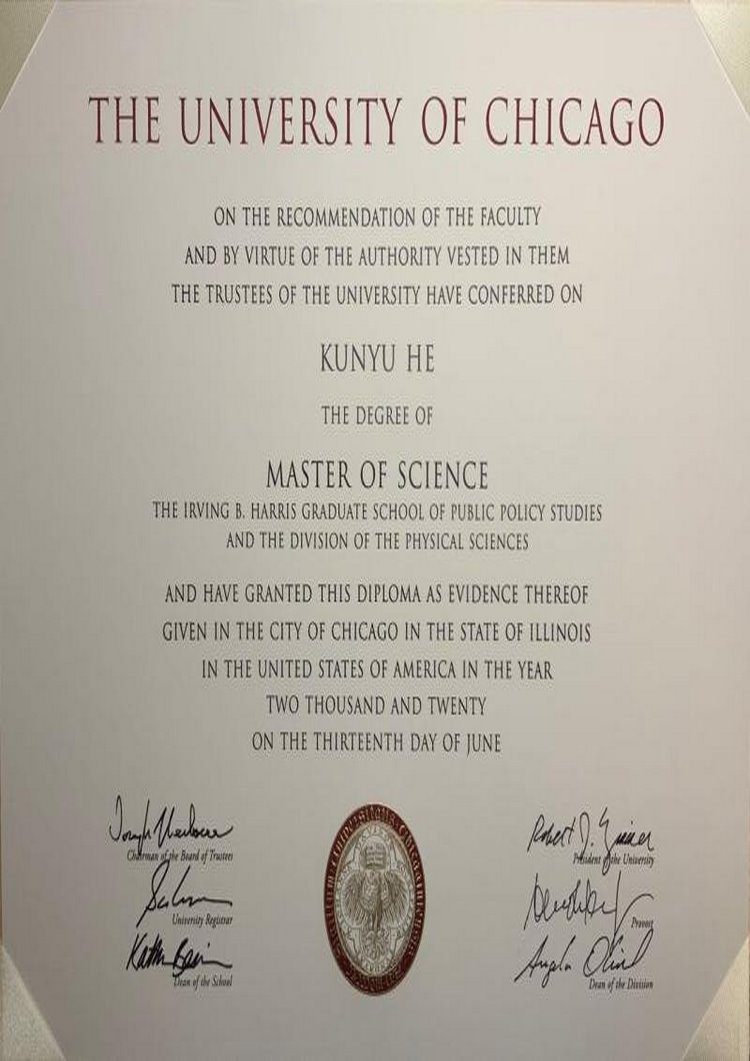 THE UNIVERSITY OF CHICAGO
ON THE RECOMMENDATION OF THE FACULTY
AND BY VIRTUE OF THE AUTHORITY VESTED IN THEM
THE TRUSTEES OF THE UNIVERSITY HAVE CONFERRED ON
KUNYU HE
THE DEGREE OF
MASTER OF SCIENCE
THE IRVING B. HARRIS GRADUATE SCHOOL OF PUBLIC POLICY STUDIES
AND THE DIVISION OF THE PHYSICAL SCIENCES
AND HAVE GRANTED THIS DIPLOMA AS EVIDENCE THEREOF
GIVEN IN THE CITY OF CHICAGO IN THE STATE OF ILLINOIS
IN THE UNITED STATES OF AMERICA IN THE YEAR
TWO THOUSAND AND TWENTY
ON THE THIRTEENTH DAY OF JUNE
Chairman of the Board of Trustees
University Registrar
Dean of the School
Robert J.
President of the University
Provost
Angela
Dean of the Division